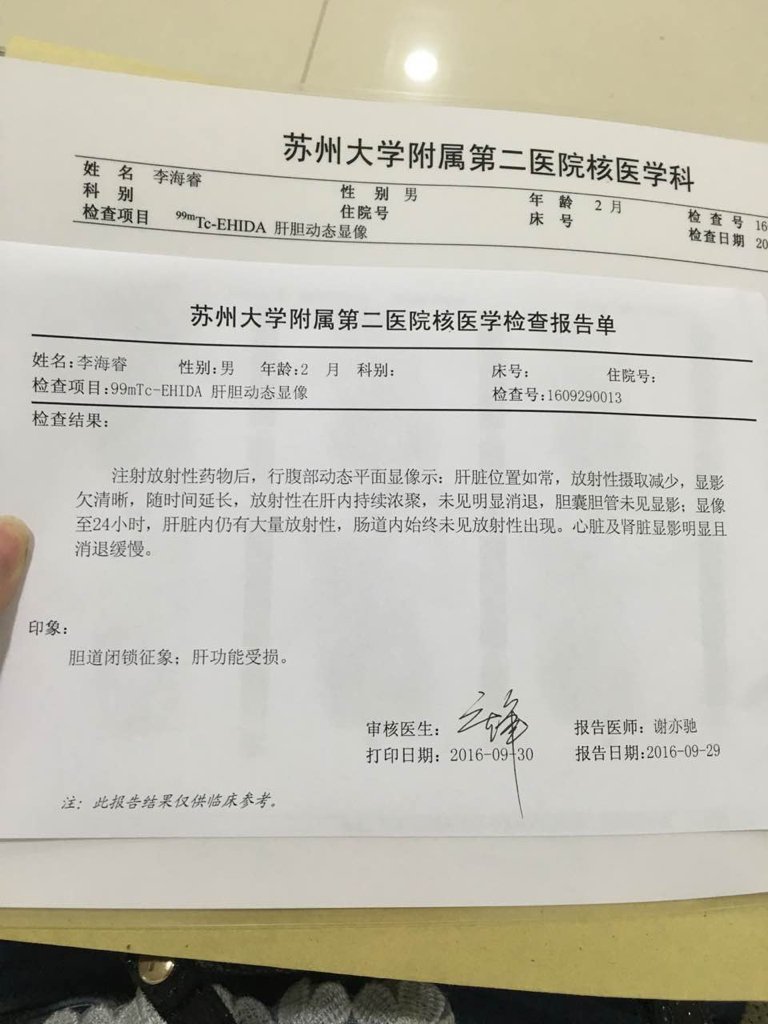 苏州大学附属第二医院核医学科
姓 名 李海睿 性 别 男 年 龄 2 月 检 查 号 16
科 别 住院号 床 号 检查日期 20
检查项目 99mTc-EHIDA 肝胆动态显像
苏州大学附属第二医院核医学检查报告单
姓名:李海睿 性别:男 年龄:2 月 科别: 床号: 住院号:
检查项目:99mTc-EHIDA 肝胆动态显像 检查号:1609290013
检查结果:
注射放射性药物后，行腹部动态平面显像示：肝脏位置如常，放射性摄取减少，显影
欠清晰，随时间延长，放射性在肝内持续浓聚，未见明显消退，胆囊胆管未见显影；显像
至24小时，肝脏内仍有大量放射性，肠道内始终未见放射性出现。心脏及肾脏显影明显且
消退缓慢。
印象:
胆道闭锁征象；肝功能受损。
审核医生: 报告医师: 谢亦驰
打印日期: 2016-09-30 报告日期:2016-09-29
注：此报告结果仅供临床参考。